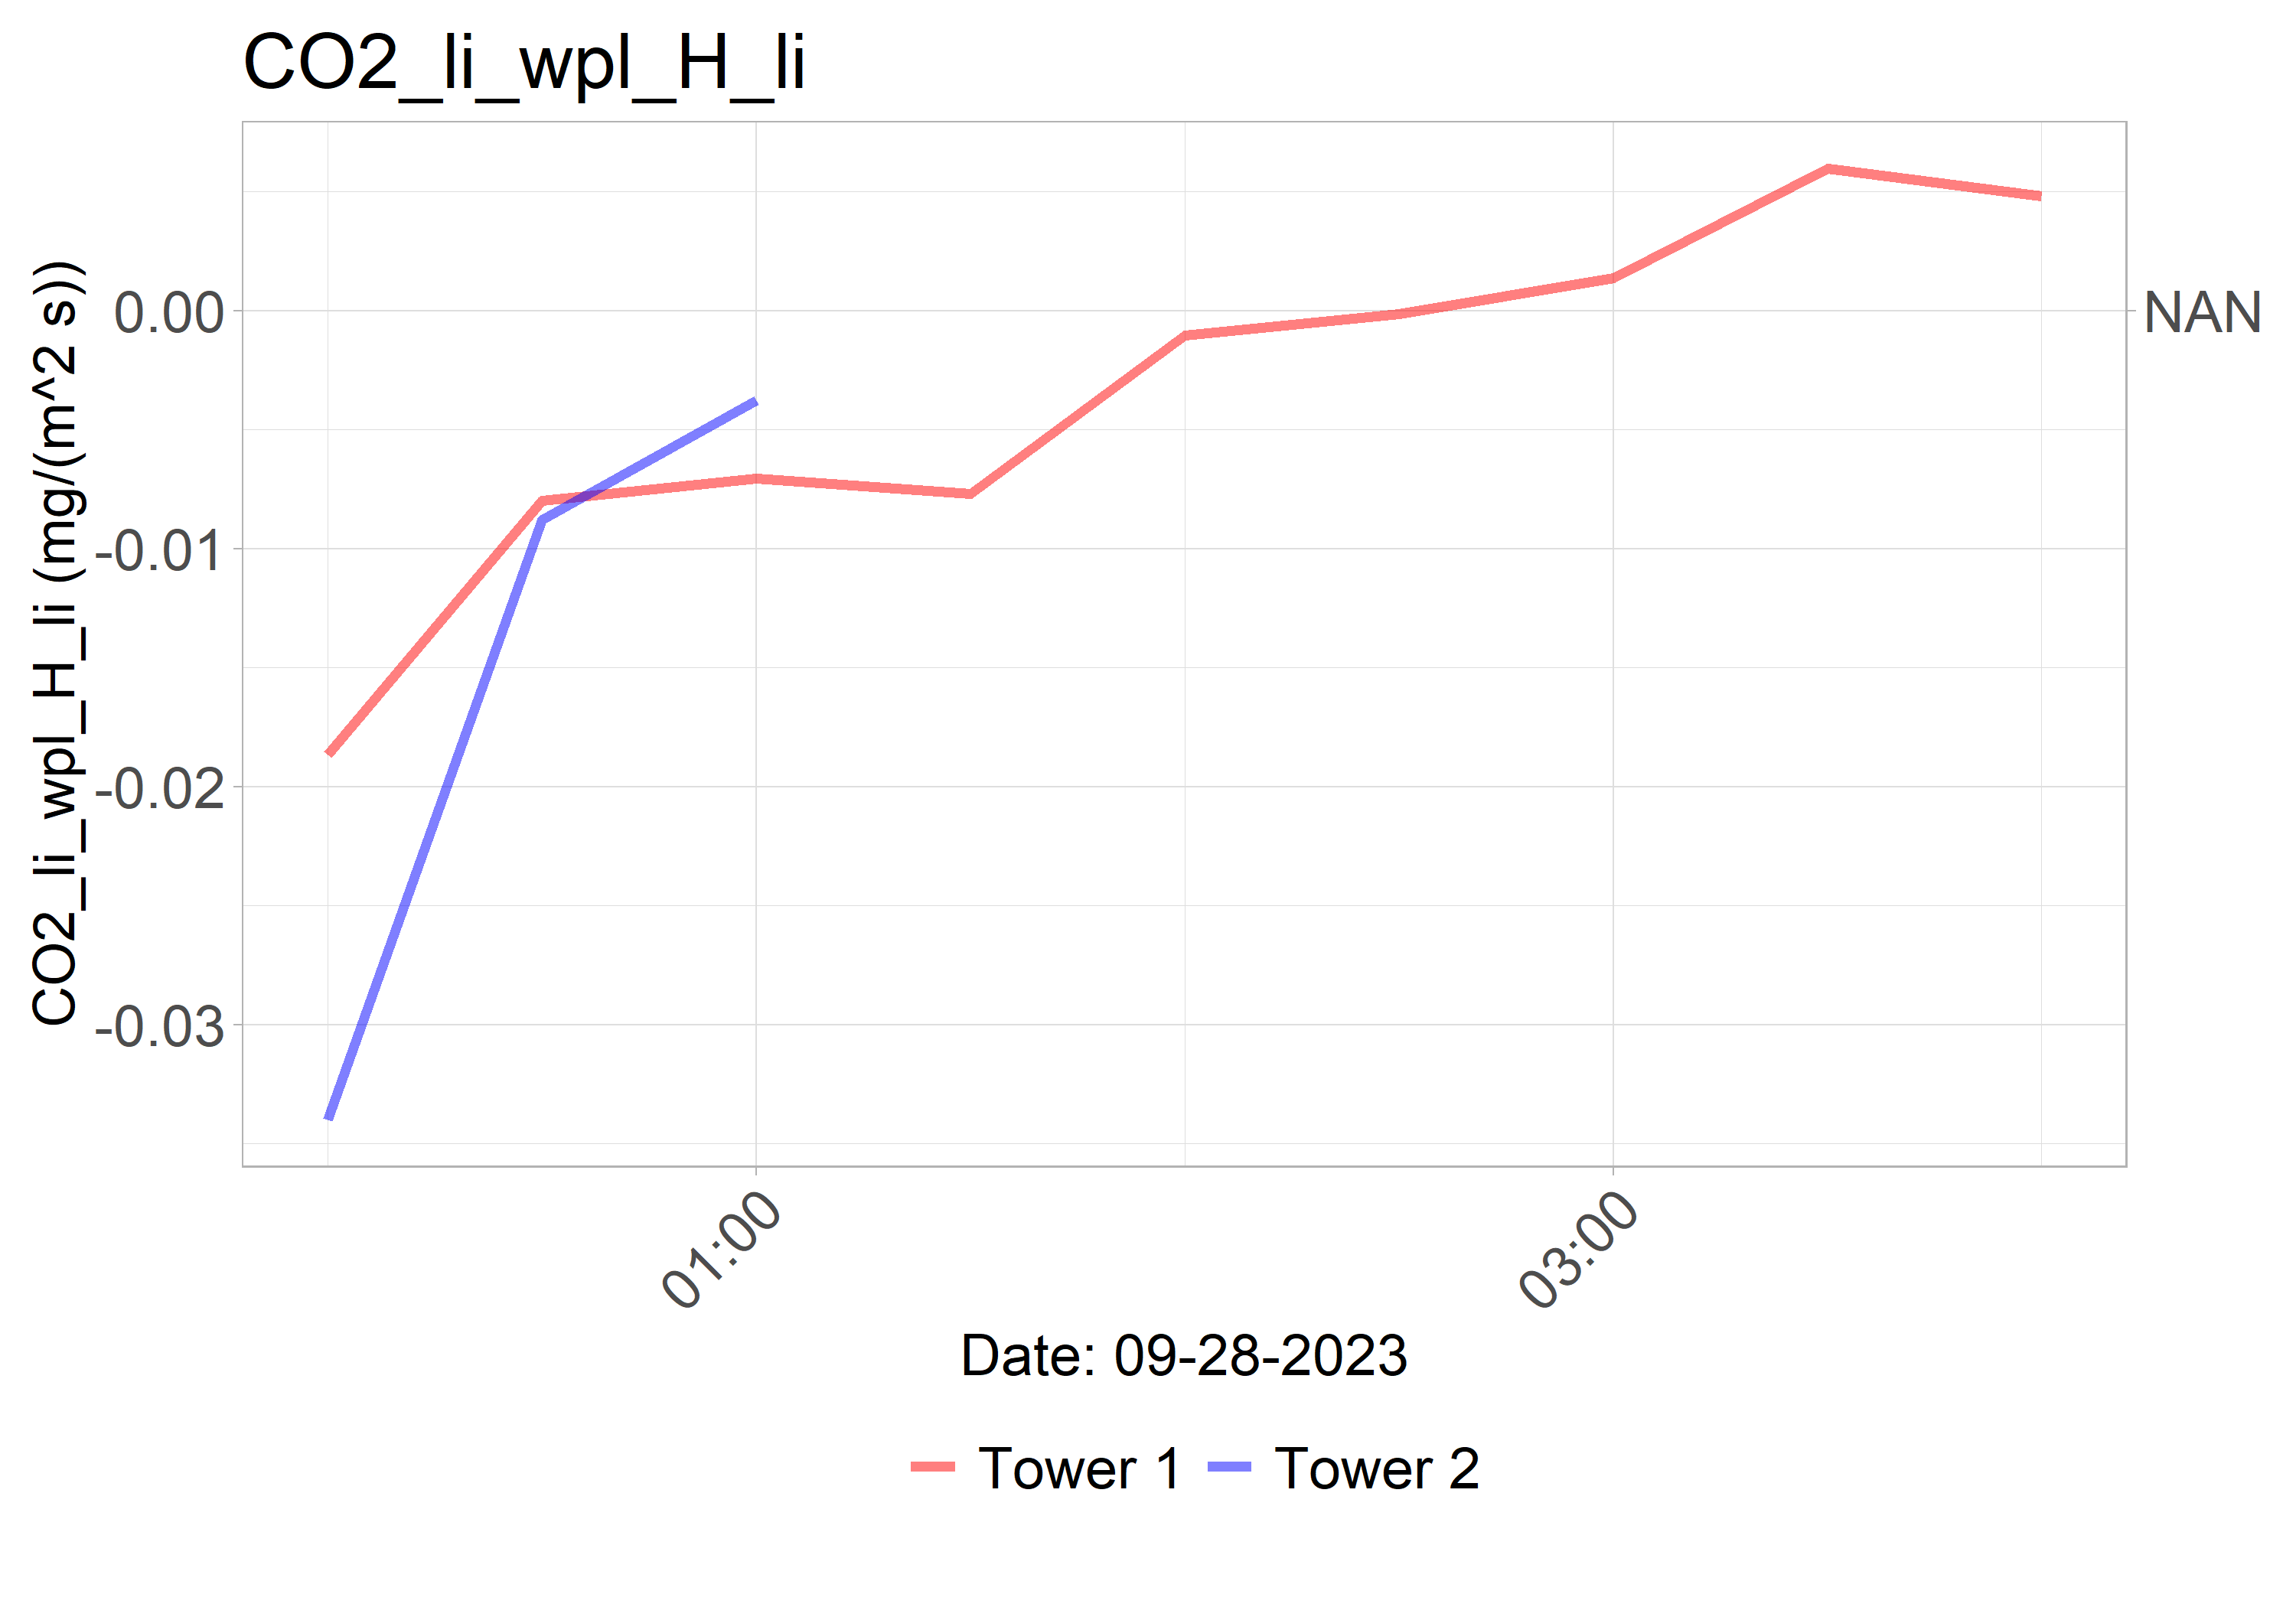 CO2_li_wpl_H_li
CO2_li_wpl_H_li (mg/(m^2 s))
0.00
-0.01
-0.02
-0.03
NAN
01:00
03:00
Date: 09-28-2023
Tower 1
Tower 2